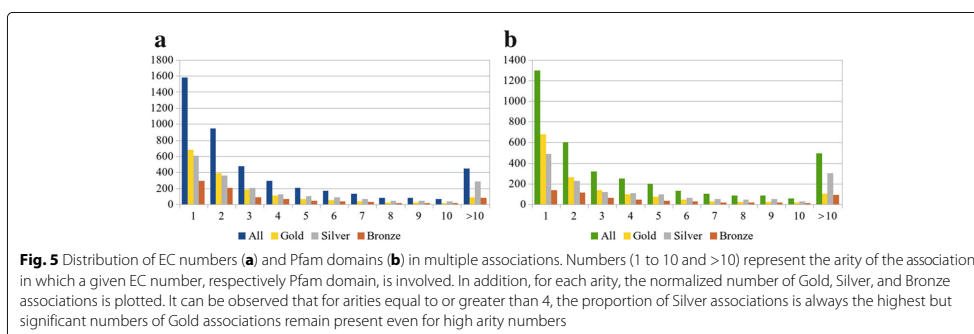 a
b
1800
1600
1400
1200
1000
800
600
400
200
0
1 2 3 4 5 6 7 8 9 10 >10
All Gold Silver Bronze
1400
1200
1000
800
600
400
200
0
1 2 3 4 5 6 7 8 9 10 >10
All Gold Silver Bronze
Fig. 5 Distribution of EC numbers (a) and Pfam domains (b) in multiple associations. Numbers (1 to 10 and >10) represent the arity of the association
in which a given EC number, respectively Pfam domain, is involved. In addition, for each arity, the normalized number of Gold, Silver, and Bronze
associations is plotted. It can be observed that for arities equal to or greater than 4, the proportion of Silver associations is always the highest but
significant numbers of Gold associations remain present even for high arity numbers